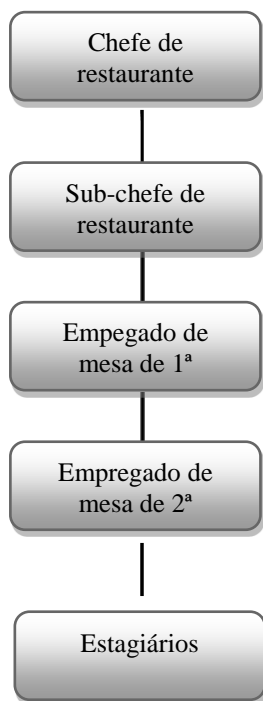 Chefe de
restaurante
Sub-chefe de
restaurante
Empegado de
mesa de 1ª
Empregado de
mesa de 2ª
Estagiários